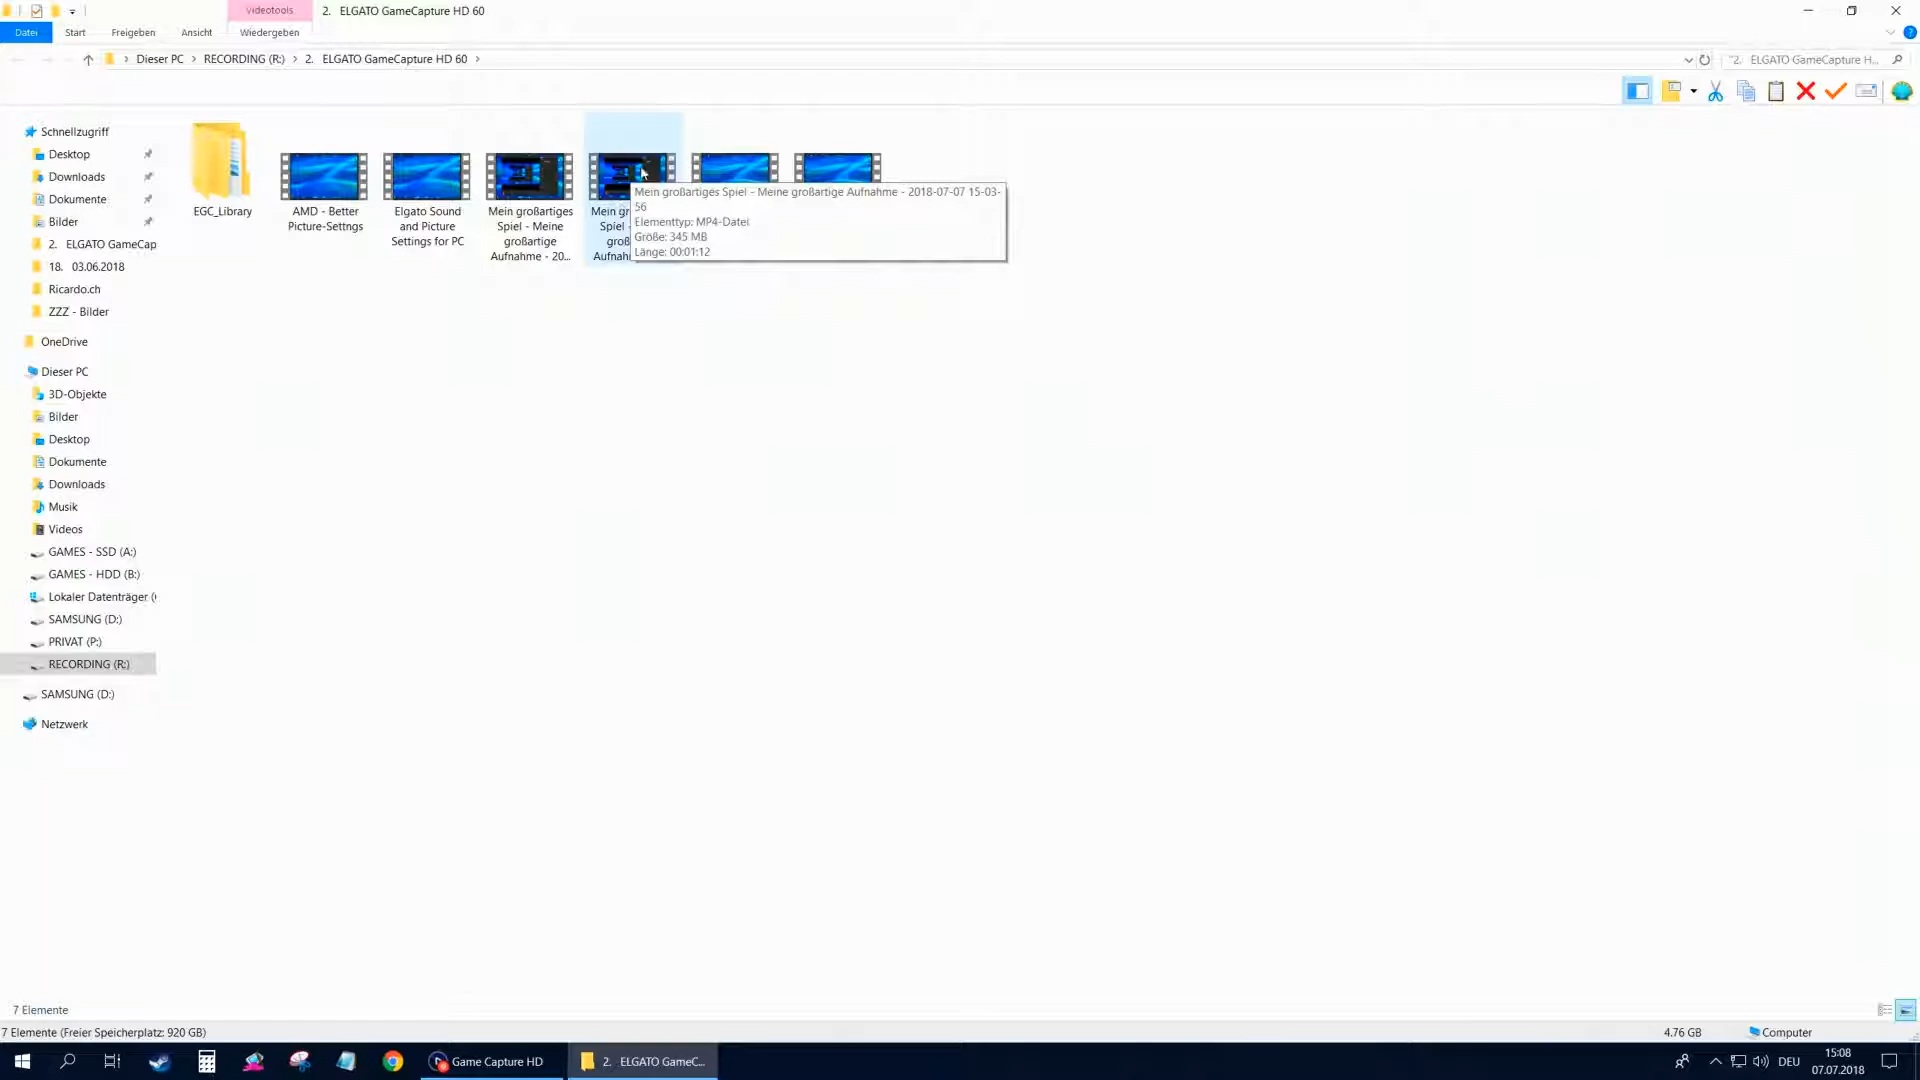 Videotools
2. ELGATO GameCapture HD 60
Datei
Start
Freigeben
Ansicht
Wiedergeben
Dieser PC
RECORDING (R:)
2. ELGATO GameCapture HD 60
"2. ELGATO GameCapture H...
Schnellzugriff
Desktop
Downloads
Dokumente
Bilder
2. ELGATO GameCap
18. 03.06.2018
Ricardo.ch
ZZZ - Bilder
OneDrive
Dieser PC
3D-Objekte
Bilder
Desktop
Dokumente
Downloads
Musik
Videos
GAMES - SSD (A:)
GAMES - HDD (B:)
Lokaler Datenträger (
SAMSUNG (D:)
PRIVAT (P:)
RECORDING (R:)
SAMSUNG (D:)
Netzwerk
EGC_Library
AMD - Better
Picture-Settngs
Elgato Sound
and Picture
Settings for PC
Mein großartiges
Spiel - Meine
großartige
Aufnahme - 20...
Mein gr
Spiel -
groß
Aufnah
Mein großartiges Spiel - Meine großartige Aufnahme - 2018-07-07 15-03-
56
Elementtyp: MP4-Datei
Größe: 345 MB
Länge: 00:01:12
7 Elemente
7 Elemente (Freier Speicherplatz: 920 GB)
4.76 GB
Computer
Game Capture HD
2. ELGATO GameC...
DEU
15:08
07.07.2018